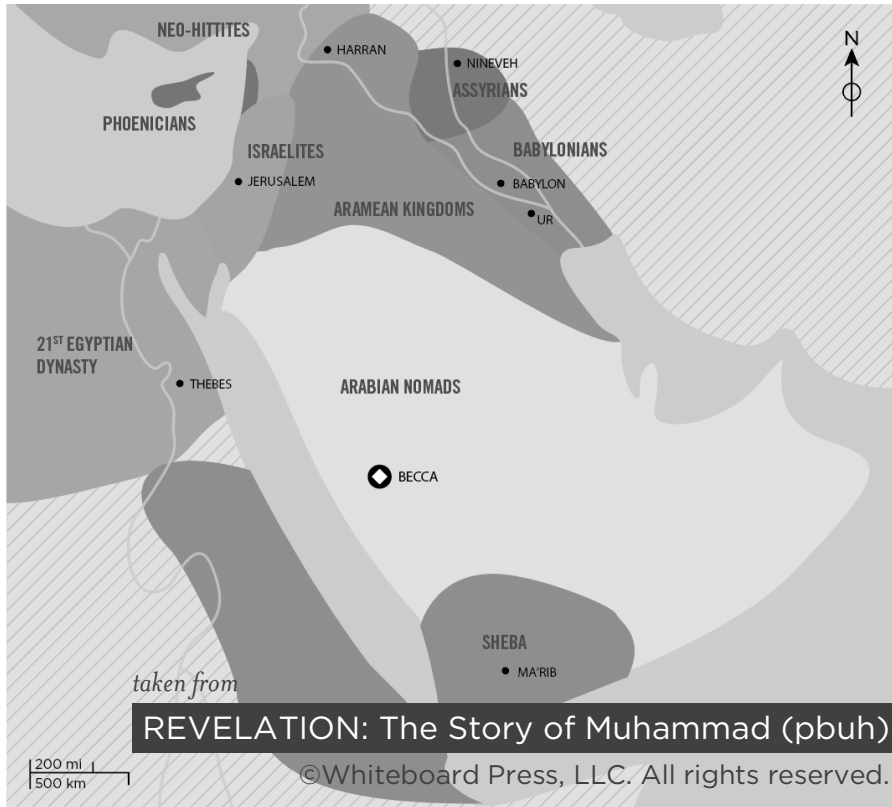 NEO-HITTITES
N
HARRAN
NINEVEH
ASSYRIANS
PHOENICIANS
ISRAELITES
BABYLONIANS
JERUSALEM
BABYLON
ARAMEAN KINGDOMS
UR
21ST EGYPTIAN
DYNASTY
THEBES
ARABIAN NOMADS
BECCA
SHEBA
MA'RIB
taken from
REVELATION: The Story of Muhammad (pbuh)
200 mi
500 km
©Whiteboard Press, LLC. All rights reserved.